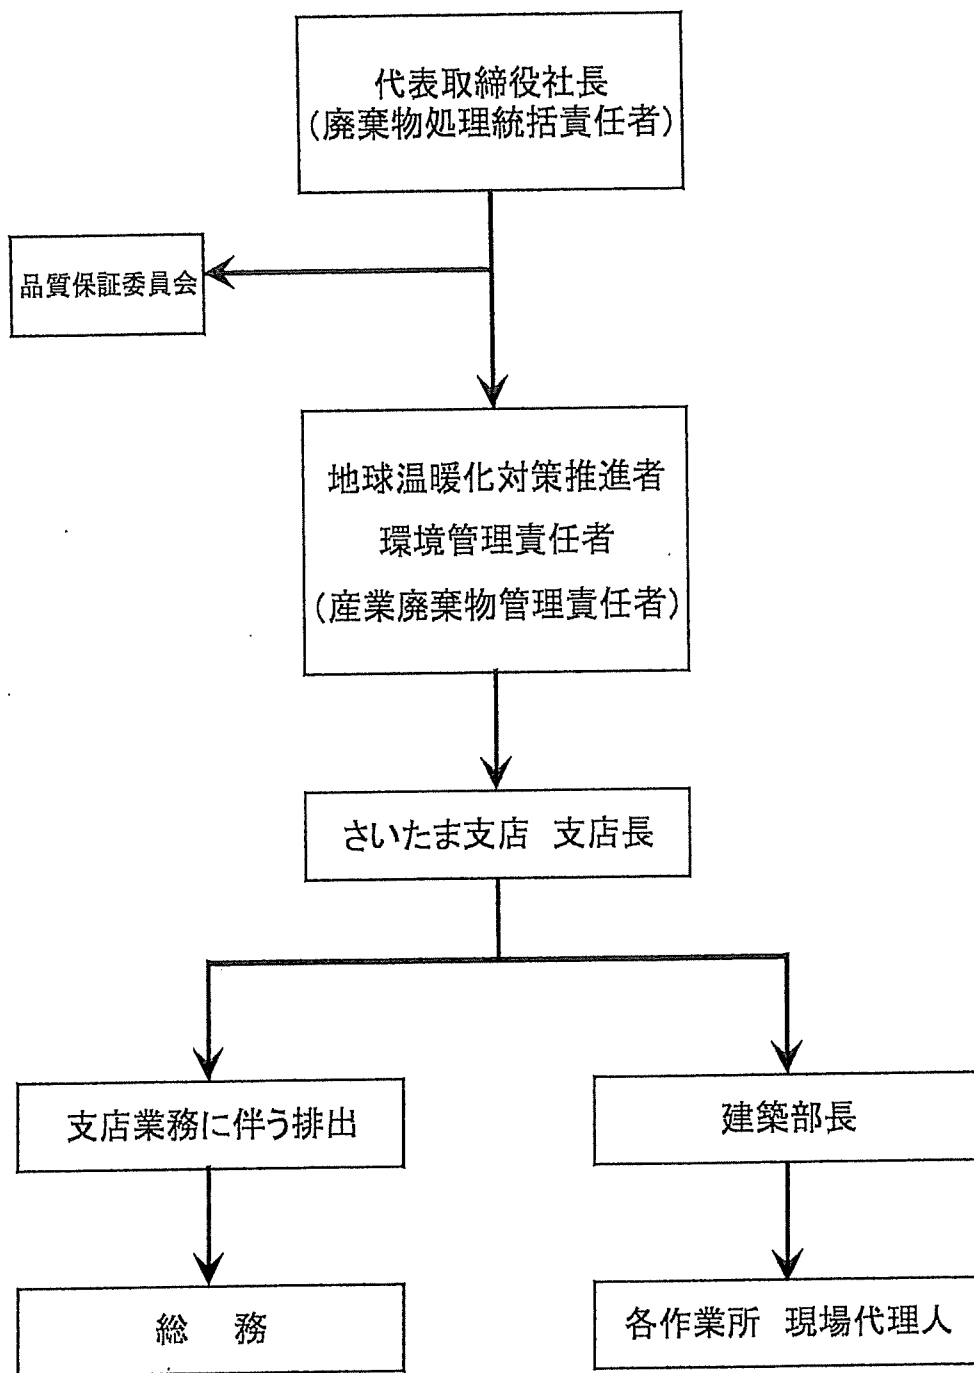 代表取締役社長
(廃棄物処理統括責任者)
品質保証委員会
地球温暖化対策推進者
環境管理責任者
(産業廃棄物管理責任者)
さいたま支店 支店長
支店業務に伴う排出
建築部長
総 務
各作業所 現場代理人